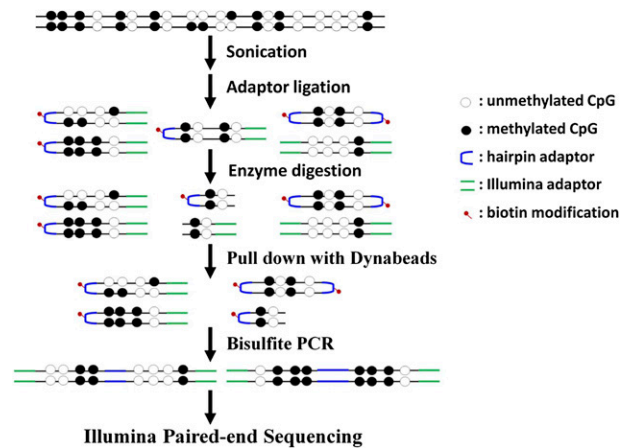 Sonication
Adaptor ligation
Enzyme digestion
Pull down with Dynabeads
Bisulfite PCR
Illumina Paired-end Sequencing
: unmethylated CpG
: methylated CpG
: hairpin adaptor
: Illumina adaptor
: biotin modification